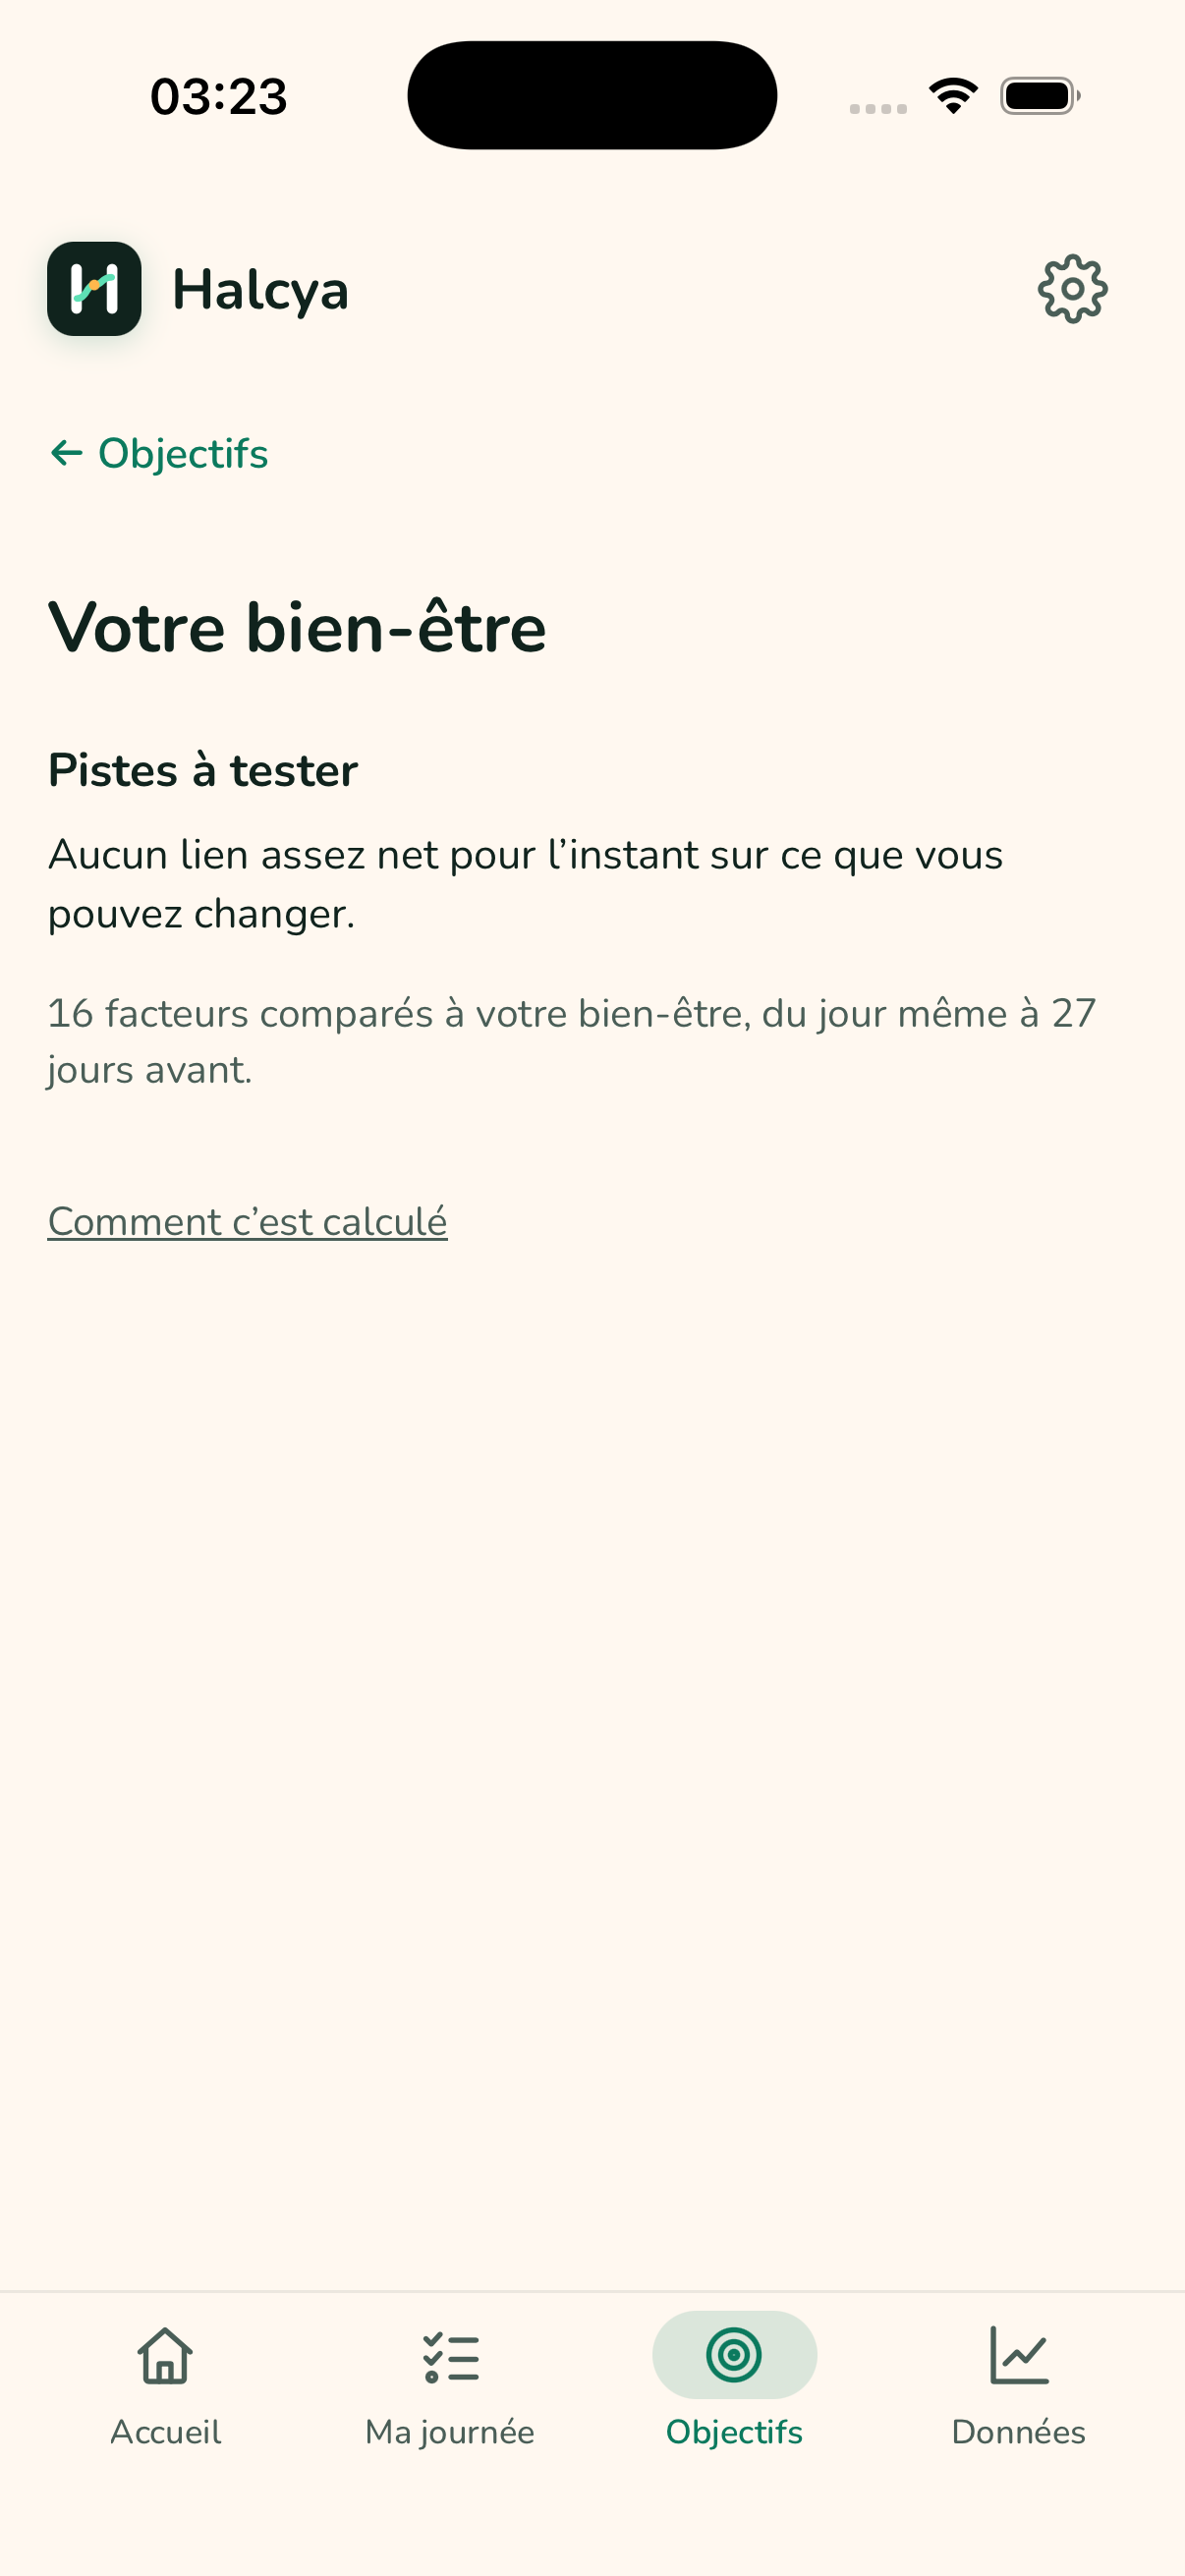 03:23
Halcya
← Objectifs
Votre bien-être
Pistes à tester
Aucun lien assez net pour l’instant sur ce que vous
pouvez changer.
16 facteurs comparés à votre bien-être, du jour même à 27
jours avant.
Comment c’est calculé
Accueil
Ma journée
Objectifs
Données